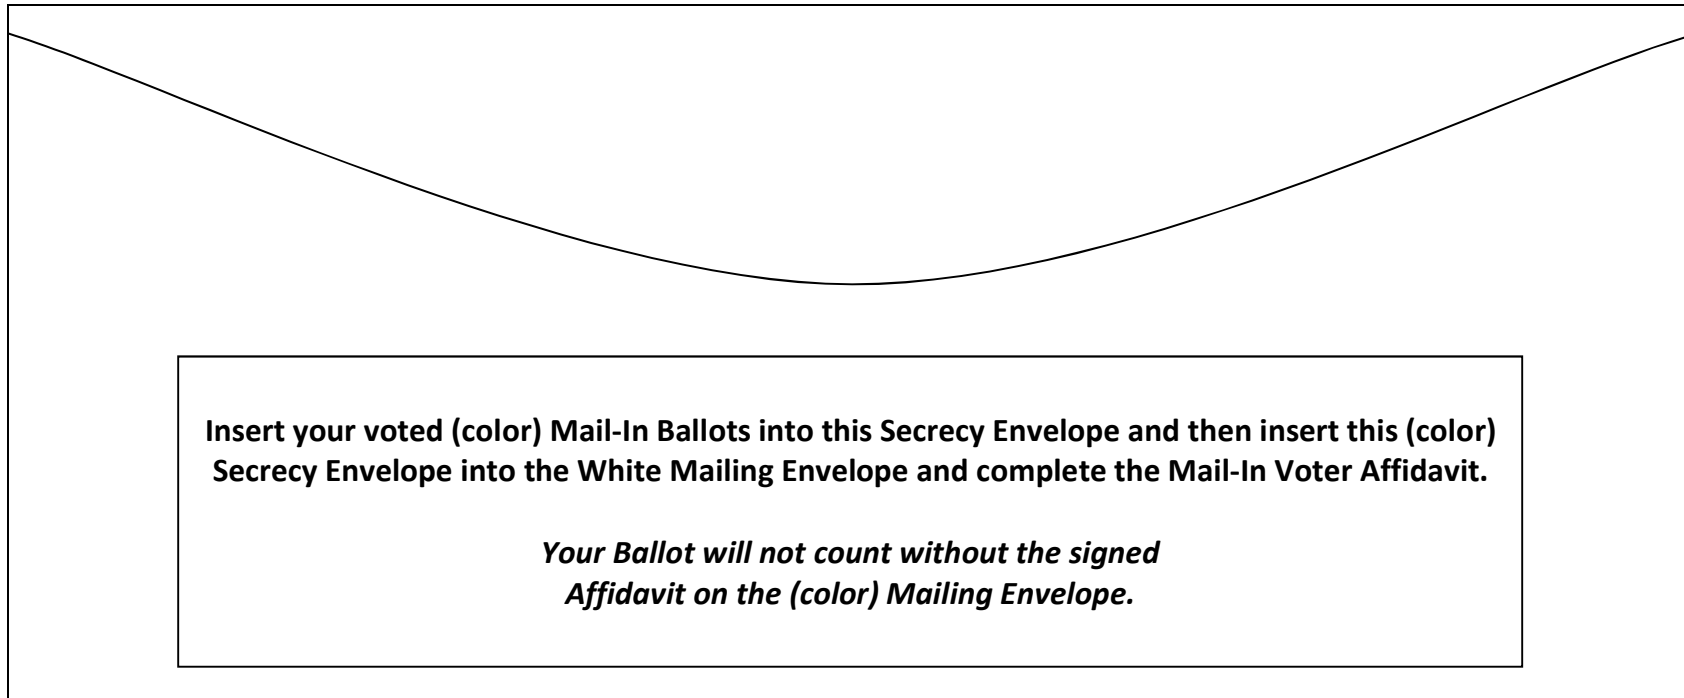 Insert your voted (color) Mail-In Ballots into this Secrecy Envelope and then insert this (color)
Secrecy Envelope into the White Mailing Envelope and complete the Mail-In Voter Affidavit.
Your Ballot will not count without the signed
Affidavit on the (color) Mailing Envelope.